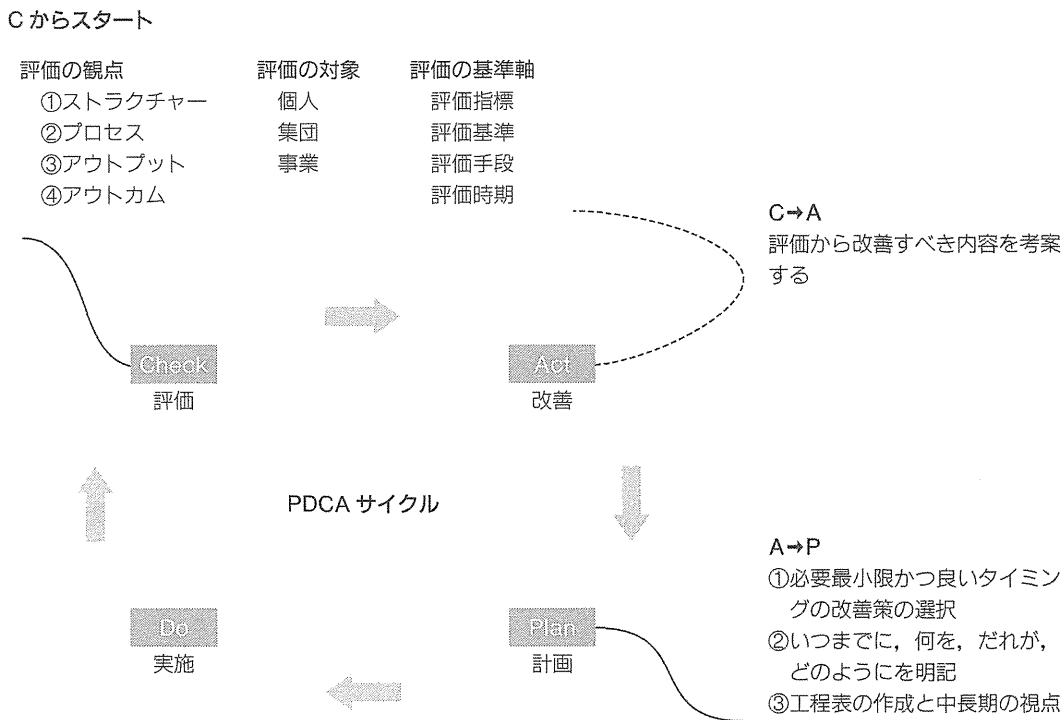 C からスタート
評価の観点
①ストラクチャー
②プロセス
③アウトプット
④アウトカム
評価の対象
個人
集団
事業
評価の基準軸
評価指標
評価基準
評価手段
評価時期
C➞A
評価から改善すべき内容を考案
する
Check
評価
Act
改善
PDCA サイクル
Do
実施
Plan
計画
A➞P
①必要最小限かつ良いタイミン
グの改善策の選択
②いつまでに，何を，だれが，
どのようにを明記
③工程表の作成と中長期の視点